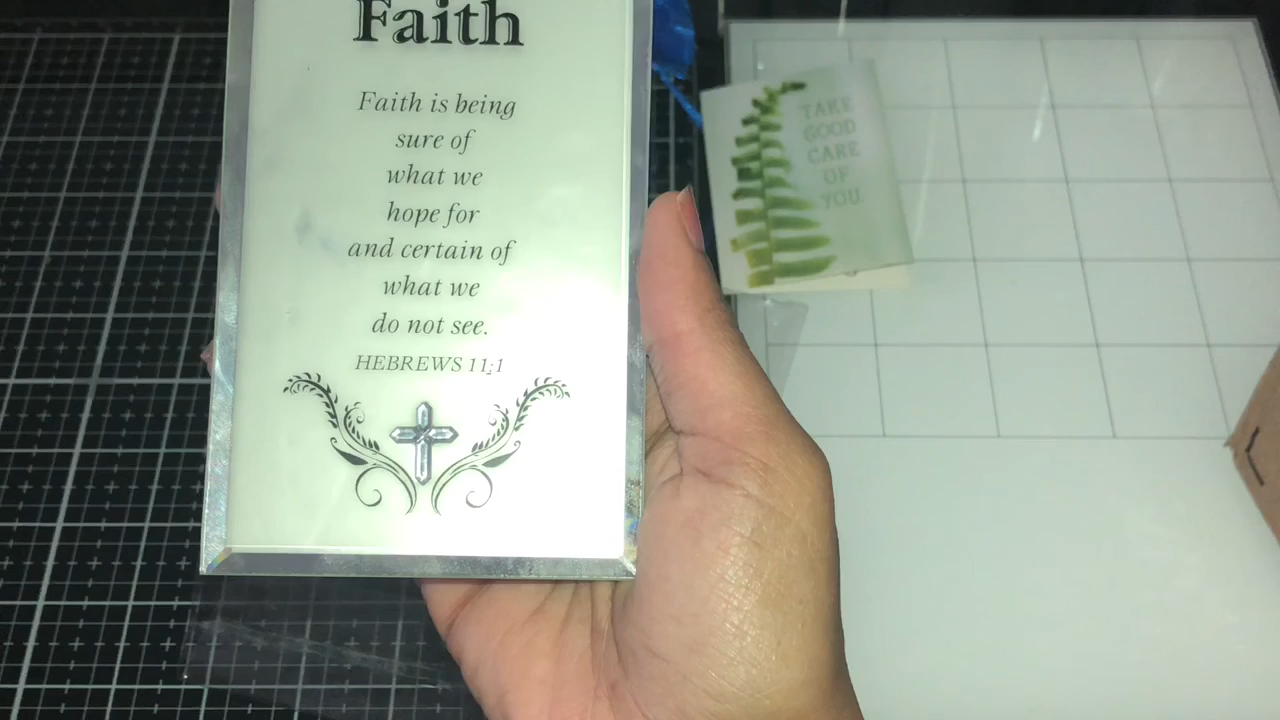 Faith
Faith is being
sure of
what we
hope for
and certain of
what we
do not see.
HEBREWS 11:1
TAKE
GOOD
CARE
OF
YOU